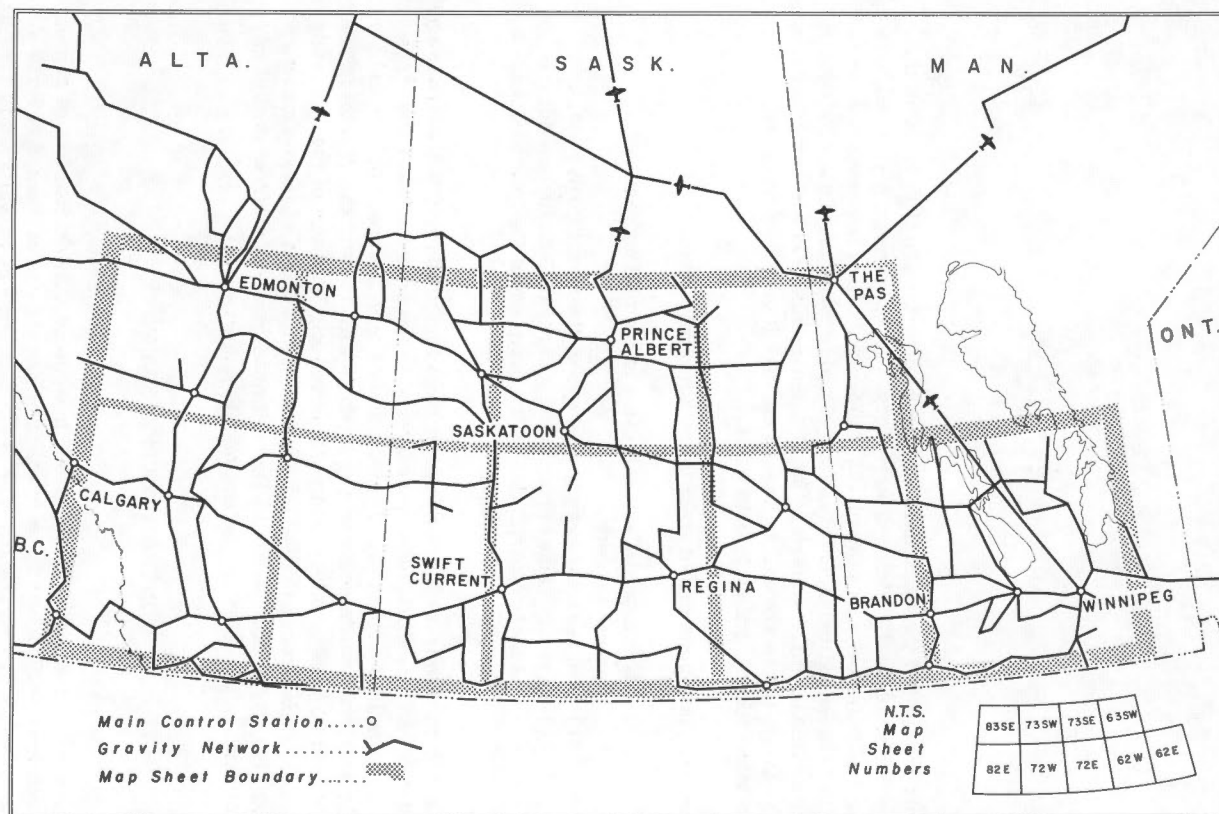 ALTA.
SASK.
MAN.
ONT.
B.C.
EDMONTON
THE
PAS
PRINCE
ALBERT
SASKATOON
CALGARY
SWIFT
CURRENT
REGINA
BRANDON
WINNIPEG
Main Control Station.....
Gravity Network..........
Map Sheet Boundary.....
N.T.S.
Map
Sheet
Numbers
83SE 73SW 73SE 63SW
82E 72W 72E 62W 62E